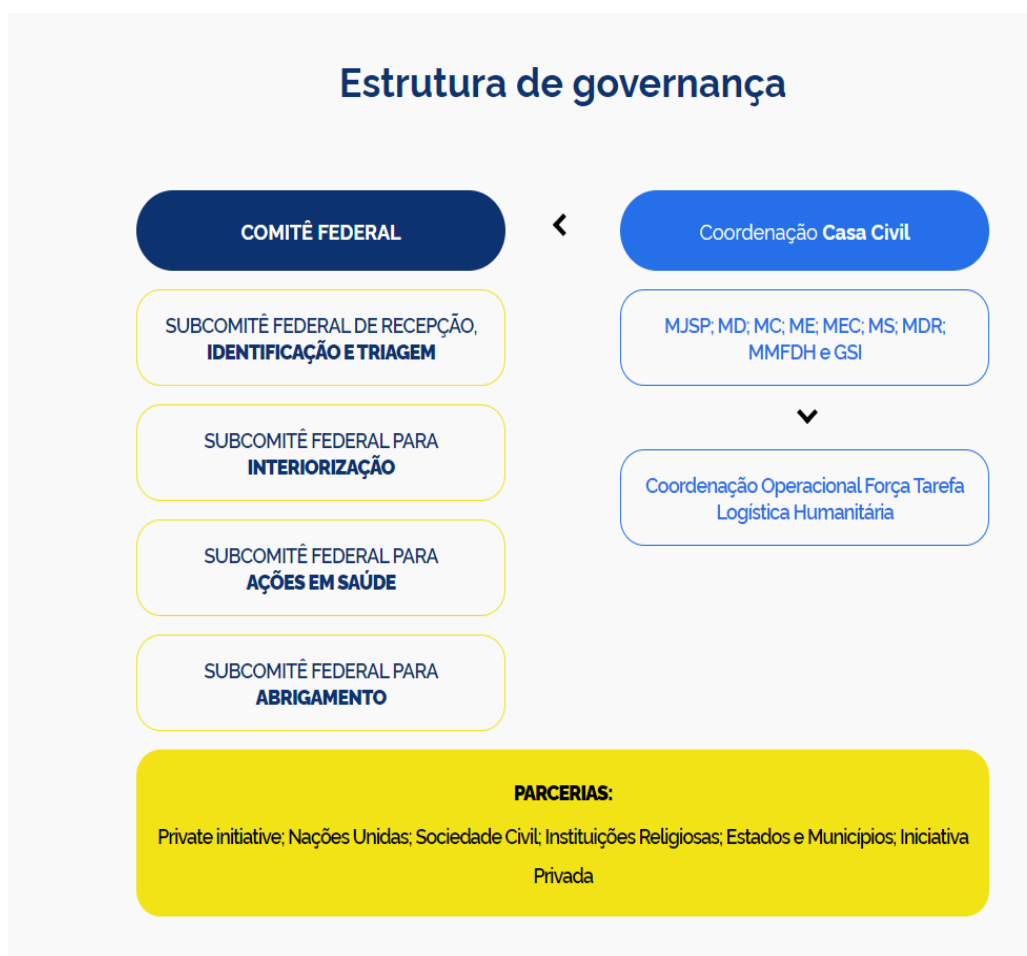 Estrutura de governança
COMITÊ FEDERAL
Coordenação Casa Civil
SUBCOMITÊ FEDERAL DE RECEPÇÃO,
IDENTIFICAÇÃO E TRIAGEM
MJSP; MD; MC; ME; MEC; MS; MDR;
MMFDH e GSI
SUBCOMITÊ FEDERAL PARA
INTERIORIZAÇÃO
Coordenação Operacional Força Tarefa
Logística Humanitária
SUBCOMITÊ FEDERAL PARA
AÇÕES EM SAÚDE
SUBCOMITÊ FEDERAL PARA
ABRIGAMENTO
PARCERIAS:
Private initiative; Nações Unidas; Sociedade Civil; Instituições Religiosas; Estados e Municípios; Iniciativa
Privada